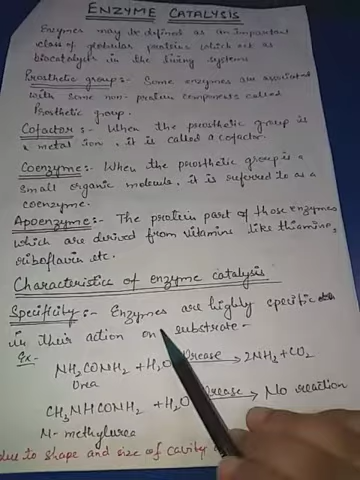 ENZYME CATALYSIS
Enzymes may be defined as an important
class of globular proteins which act as
biocatalysts in the living systems
Prosthetic group:- Some enzymes are associated
with some non-protein components called
Prosthetic group.
Cofactor:- When the prosthetic group is
a metal ion, it is called a cofactor.
Coenzyme:- When the prosthetic group is a
small organic molecule, it is referred to as a
coenzyme.
Apoenzyme:- The protein part of those enzymes
which are derived from vitamins like thiamine,
riboflavin etc.
Characteristics of enzyme catalysis
Specificity:- Enzymes are highly specific
in their action on substrate-
Ex- NH2CONH2 + H2O Urease → 2NH2 + CO2
Urea
CH3NHCONH2 + H2O Urease → No reaction
N-methylurea
due to shape and size of cavity